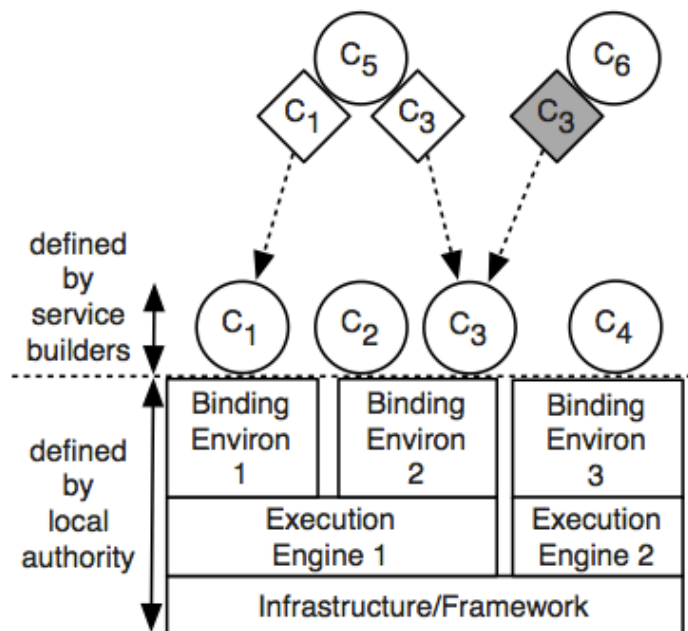 C5
C6
C1
C3
C3
defined
by
service
builders
C1
C2
C3
C4
defined
by
local
authority
Binding
Environ
1
Binding
Environ
2
Binding
Environ
3
Execution
Engine 1
Execution
Engine 2
Infrastructure/Framework